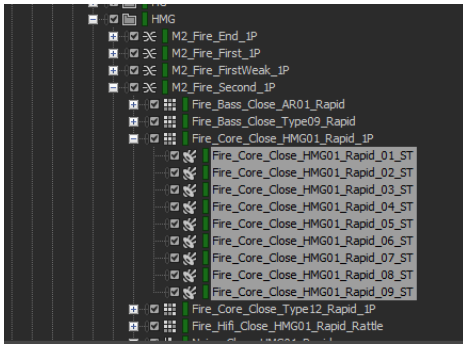 HMG
M2_Fire_End_1P
M2_Fire_First_1P
M2_Fire_FirstWeak_1P
M2_Fire_Second_1P
Fire_Bass_Close_AR01_Rapid
Fire_Bass_Close_Type09_Rapid
Fire_Core_Close_HMG01_Rapid_1P
Fire_Core_Close_HMG01_Rapid_01_ST
Fire_Core_Close_HMG01_Rapid_02_ST
Fire_Core_Close_HMG01_Rapid_03_ST
Fire_Core_Close_HMG01_Rapid_04_ST
Fire_Core_Close_HMG01_Rapid_05_ST
Fire_Core_Close_HMG01_Rapid_06_ST
Fire_Core_Close_HMG01_Rapid_07_ST
Fire_Core_Close_HMG01_Rapid_08_ST
Fire_Core_Close_HMG01_Rapid_09_ST
Fire_Core_Close_Type12_Rapid_1P
Fire_Hifi_Close_HMG01_Rapid_Rattle